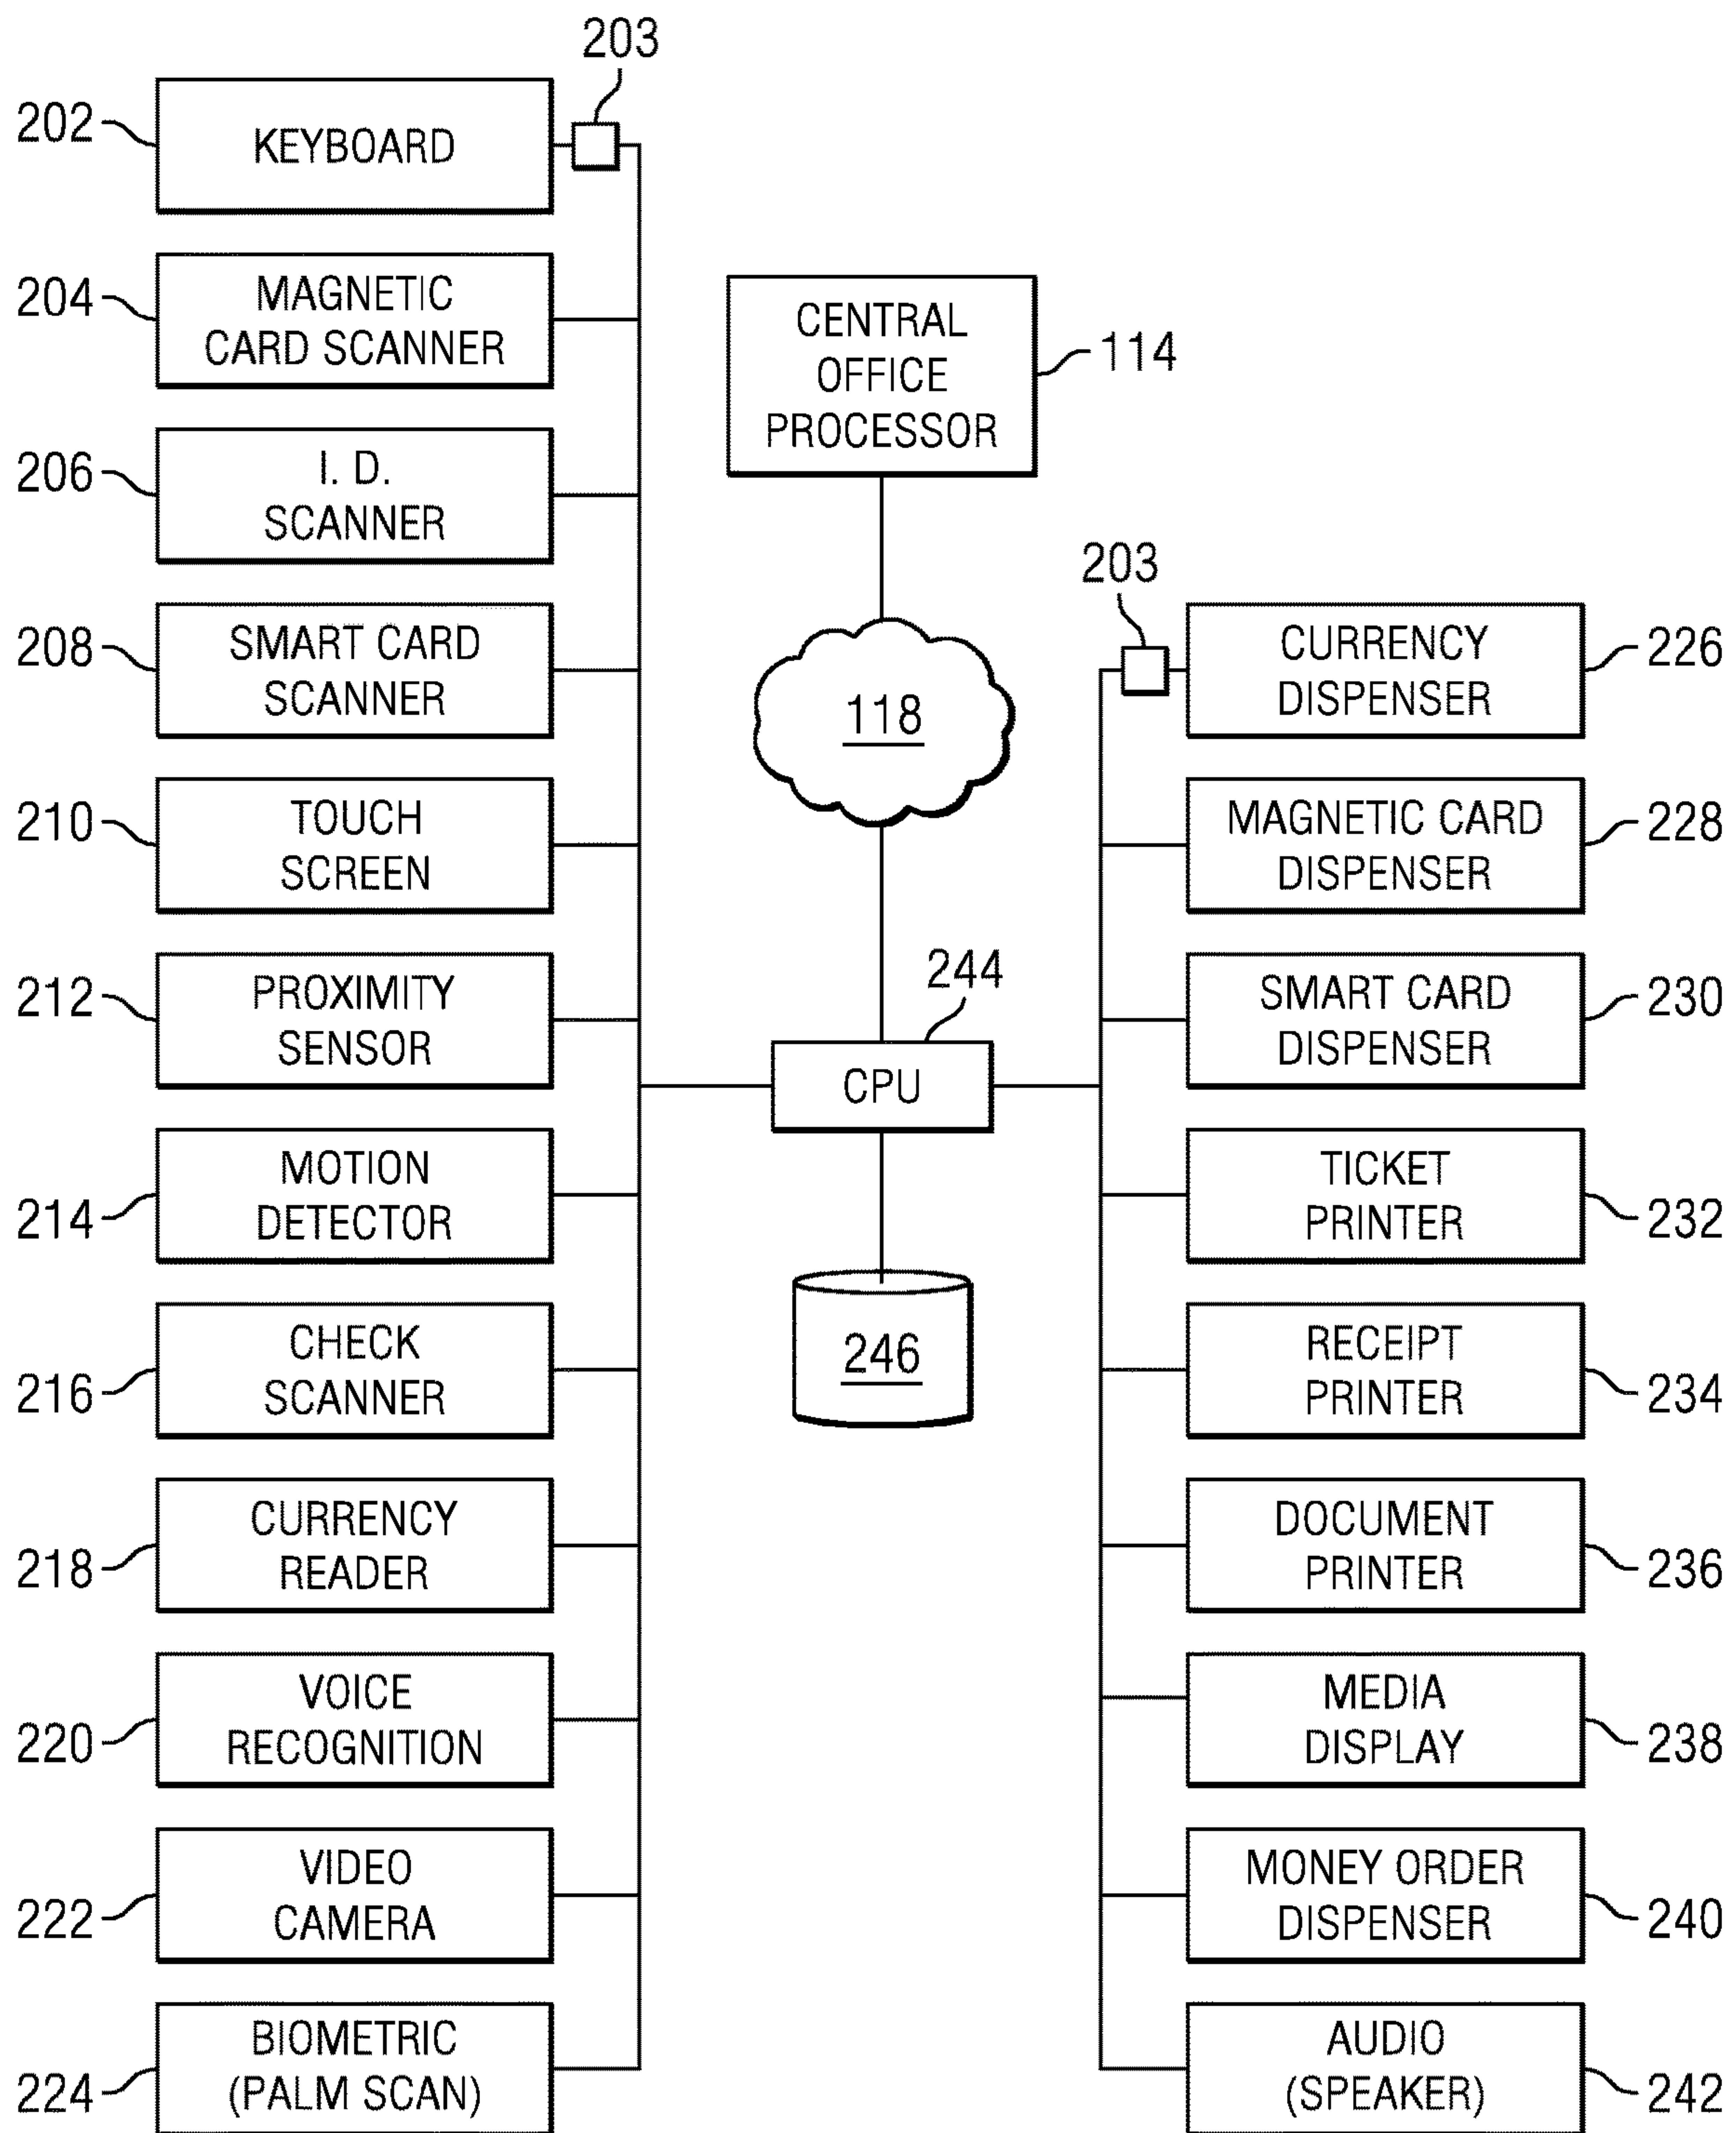 203
202
KEYBOARD
204
MAGNETIC
CARD SCANNER
206
I. D.
SCANNER
208
SMART CARD
SCANNER
210
TOUCH
SCREEN
212
PROXIMITY
SENSOR
214
MOTION
DETECTOR
216
CHECK
SCANNER
218
CURRENCY
READER
220
VOICE
RECOGNITION
222
VIDEO
CAMERA
224
BIOMETRIC
(PALM SCAN)
CENTRAL
OFFICE
PROCESSOR
114
118
244
CPU
246
203
CURRENCY
DISPENSER
226
MAGNETIC CARD
DISPENSER
228
SMART CARD
DISPENSER
230
TICKET
PRINTER
232
RECEIPT
PRINTER
234
DOCUMENT
PRINTER
236
MEDIA
DISPLAY
238
MONEY ORDER
DISPENSER
240
AUDIO
(SPEAKER)
242